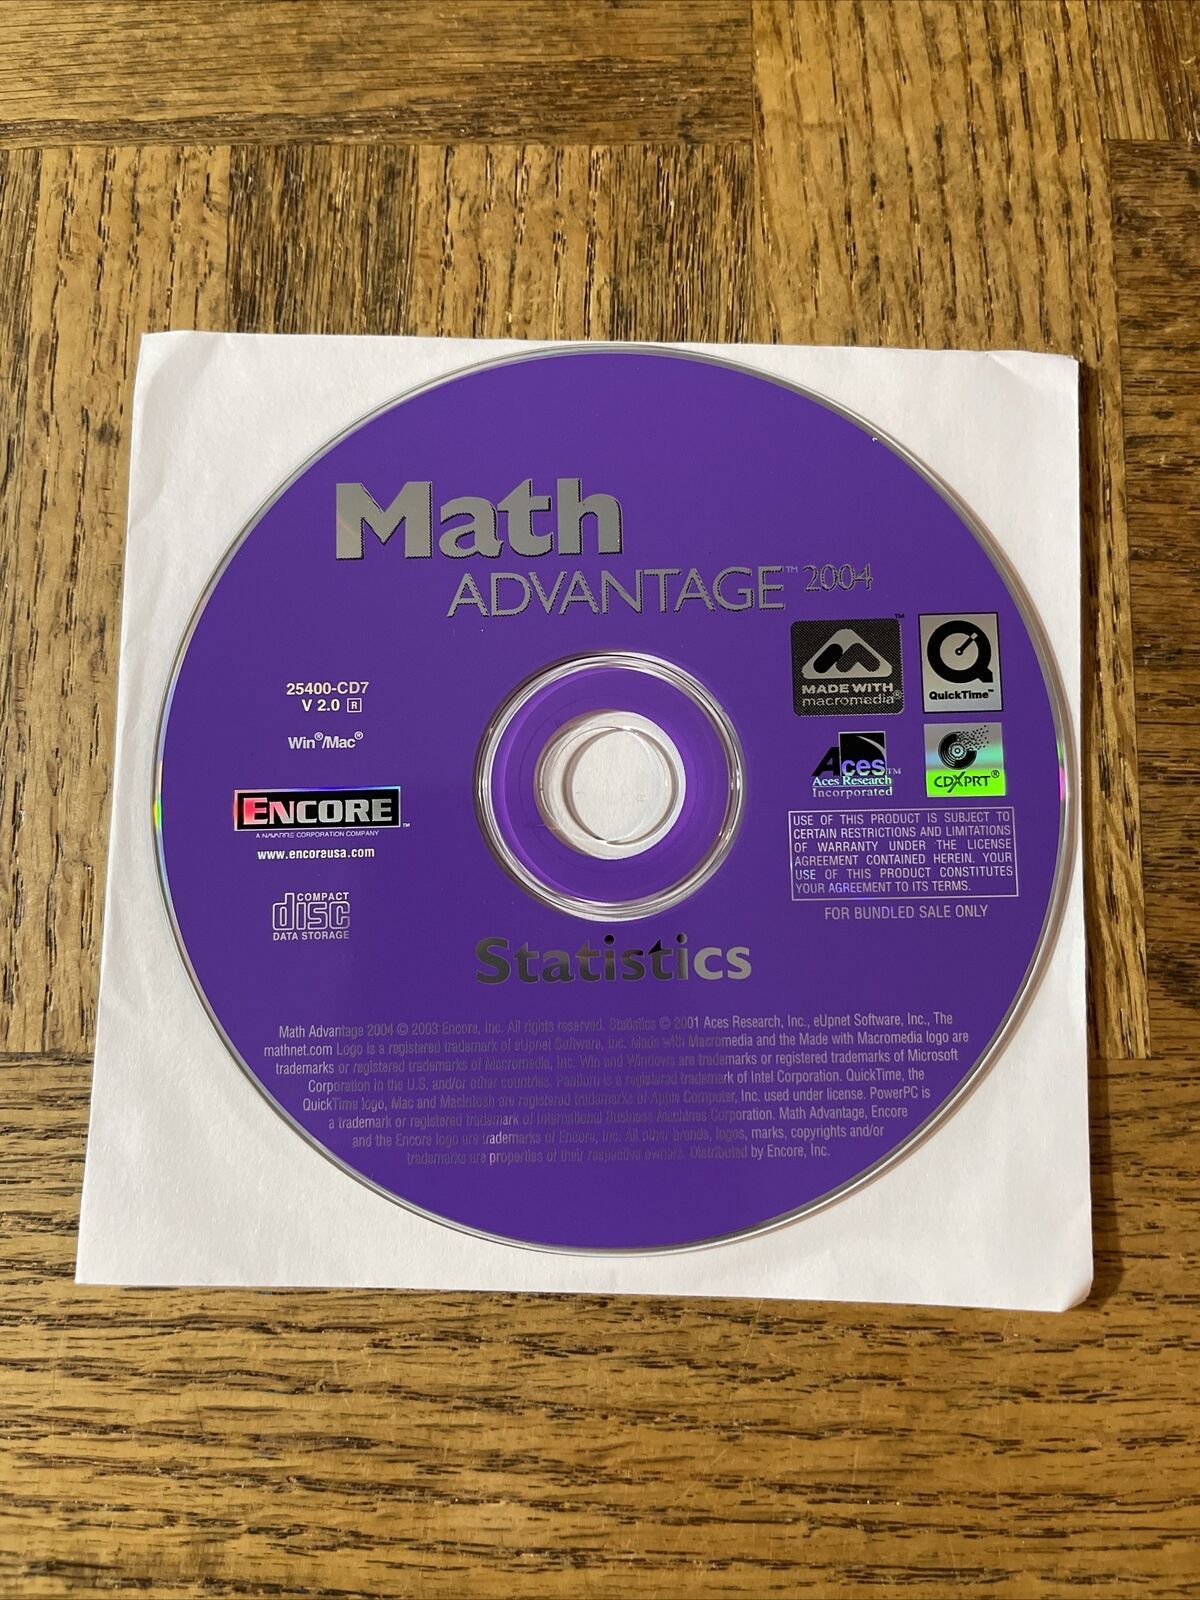 Math
ADVANTAGE™ 2004
25400-CD7
V 2.0 R
Win®/Mac®
ENCORE™
A NAVARRE CORPORATION COMPANY
www.encoreusa.com
COMPACT
disc
DATA STORAGE
MADE WITH™
macromedia®
QuickTime™
Aces™
Aces Research
Incorporated
CDXPRT®
USE OF THIS PRODUCT IS SUBJECT TO
CERTAIN RESTRICTIONS AND LIMITATIONS
OF WARRANTY UNDER THE LICENSE
AGREEMENT CONTAINED HEREIN. YOUR
USE OF THIS PRODUCT CONSTITUTES
YOUR AGREEMENT TO ITS TERMS.
FOR BUNDLED SALE ONLY
Statistics
Math Advantage 2004 © 2003 Encore, Inc. All rights reserved. Statistics © 2001 Aces Research, Inc., eUpnet Software, Inc., The
mathnet.com Logo is a registered trademark of eUpnet Software, Inc. Made with Macromedia and the Made with Macromedia logo are
trademarks or registered trademarks of Macromedia, Inc. Win and Windows are trademarks or registered trademarks of Microsoft
Corporation in the U.S. and/or other countries. Pentium is a registered trademark of Intel Corporation. QuickTime, the
QuickTime logo, Mac and Macintosh are registered trademarks of Apple Computer, Inc. used under license. PowerPC is
a trademark or registered trademark of International Business Machines Corporation. Math Advantage, Encore
and the Encore logo are trademarks of Encore, Inc. All other brands, logos, marks, copyrights and/or
trademarks are properties of their respective owners. Distributed by Encore, Inc.